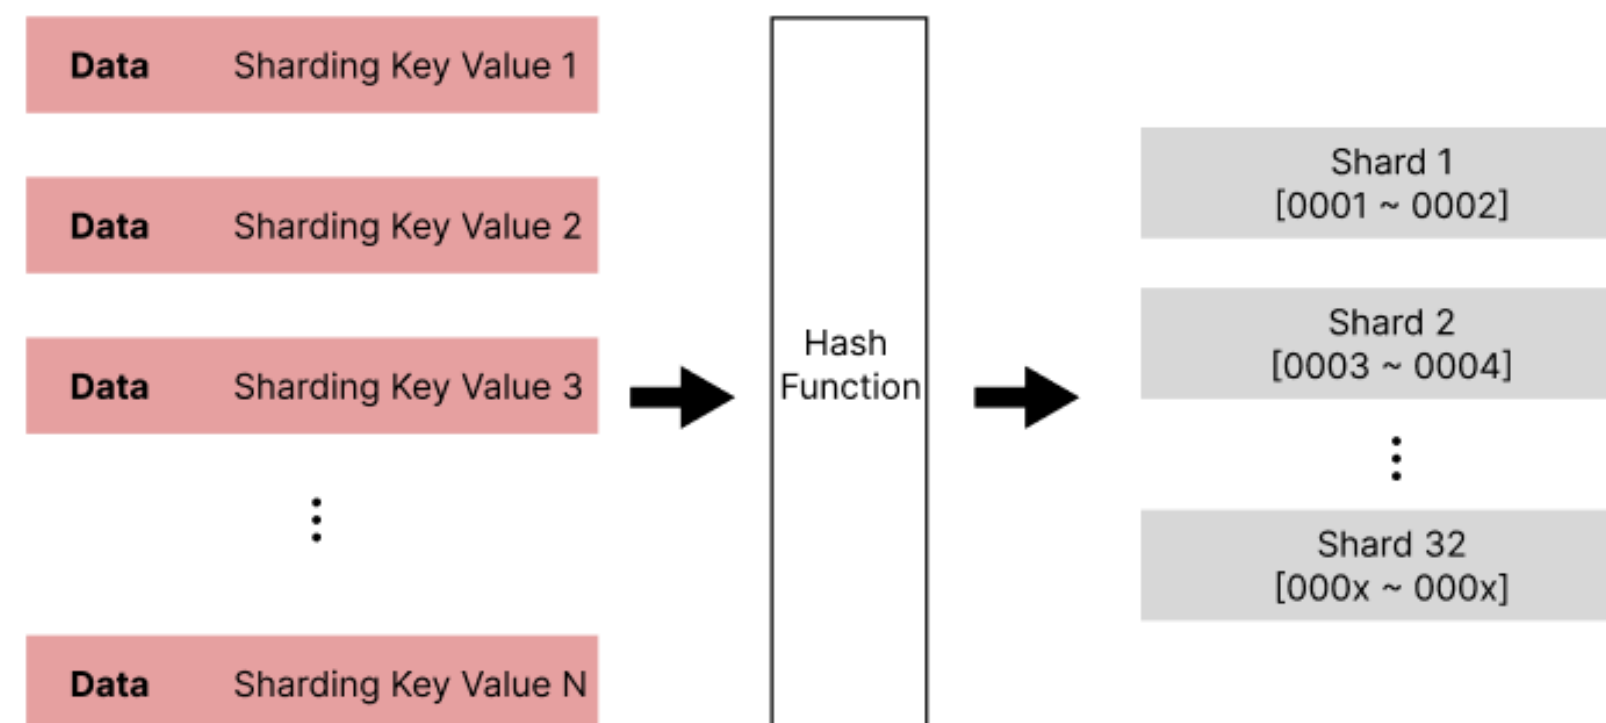 Data Sharding Key Value 1
Data Sharding Key Value 2
Data Sharding Key Value 3
Data Sharding Key Value N
Hash
Function
Shard 1
[0001 ~ 0002]
Shard 2
[0003 ~ 0004]
Shard 32
[000x ~ 000x]